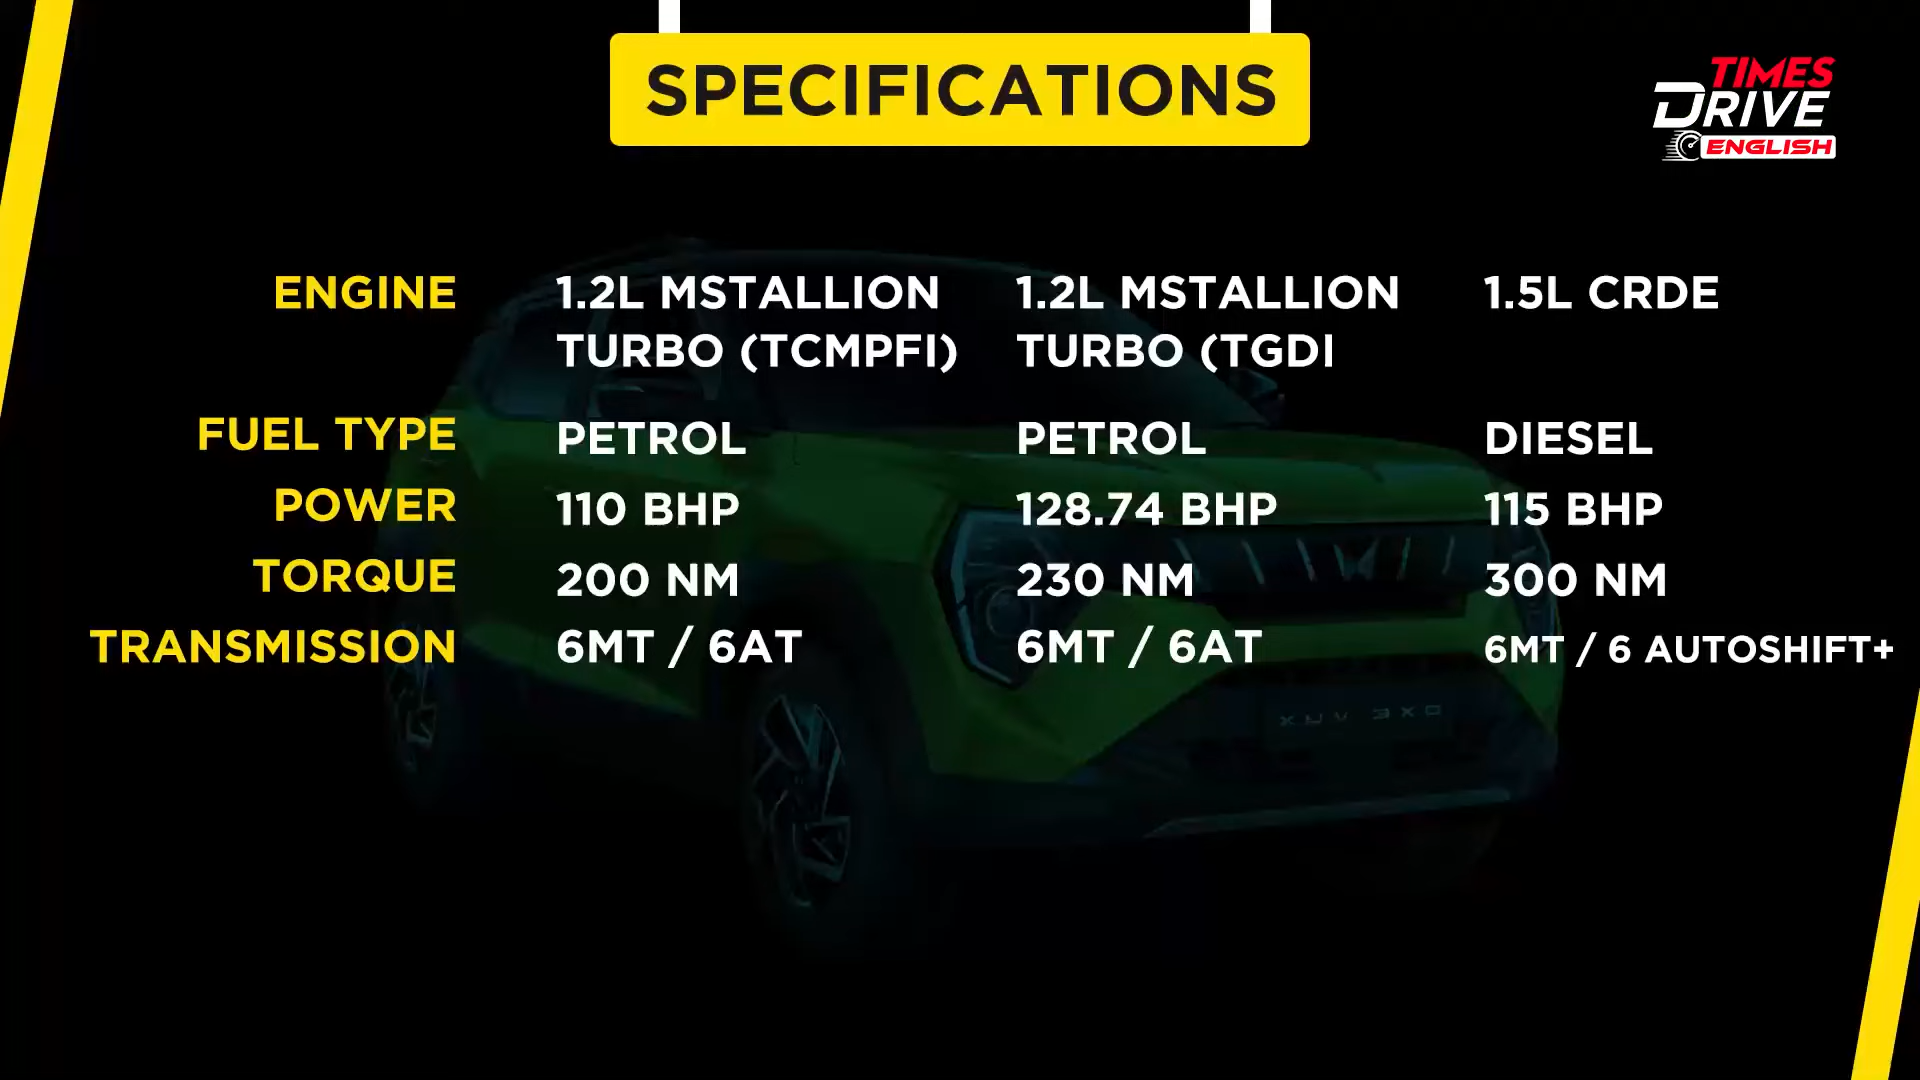 SPECIFICATIONS
TIMES
DRIVE
ENGLISH
ENGINE 1.2L MSTALLION 1.2L MSTALLION 1.5L CRDE
TURBO (TCMPFI) TURBO (TGDI
FUEL TYPE PETROL PETROL DIESEL
POWER 110 BHP 128.74 BHP 115 BHP
TORQUE 200 NM 230 NM 300 NM
TRANSMISSION 6MT / 6AT 6MT / 6AT 6MT / 6 AUTOSHIFT+
XUV 3XO